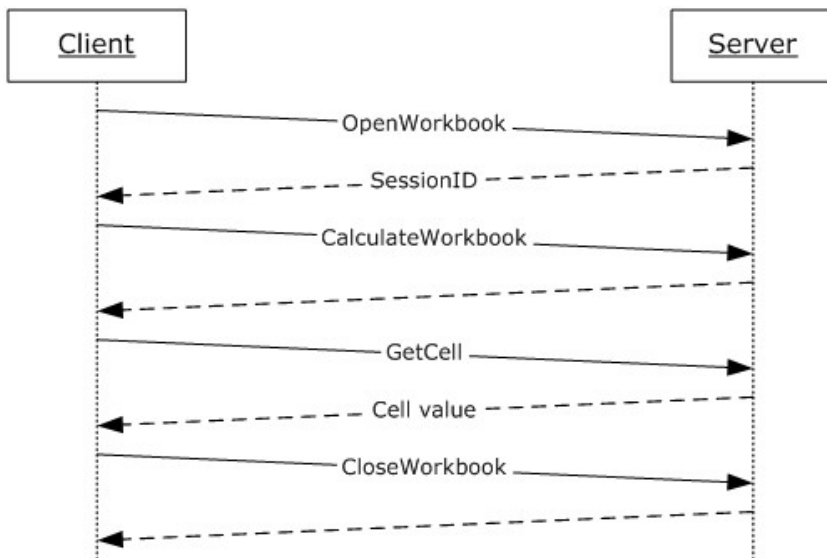 Client
Server
OpenWorkbook
SessionID
CalculateWorkbook
GetCell
Cell value
CloseWorkbook